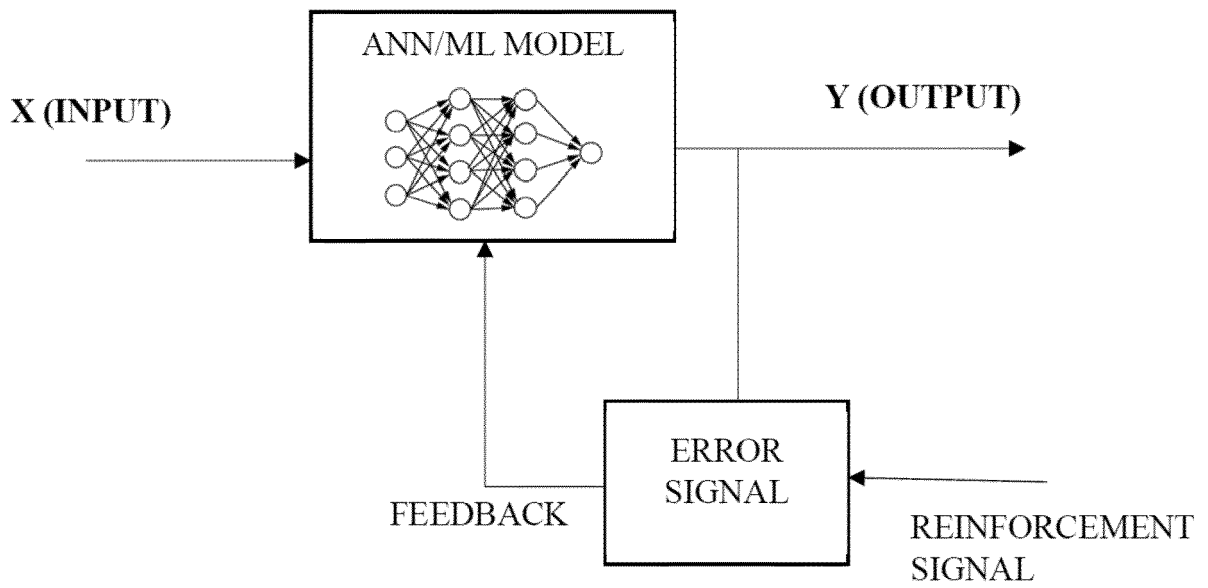 ANN/ML MODEL
X (INPUT)
Y (OUTPUT)
ERROR
SIGNAL
FEEDBACK
REINFORCEMENT
SIGNAL